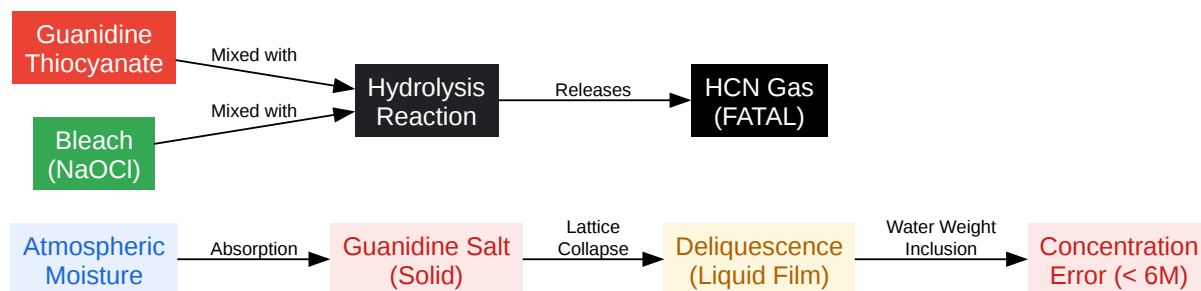 Guanidine
Thiocyanate
Mixed with
Bleach
(NaOCl)
Mixed with
Hydrolysis
Reaction
Releases
HCN Gas
(FATAL)
Atmospheric
Moisture
Absorption
Guanidine Salt
(Solid)
Lattice
Collapse
Deliquescence
(Liquid Film)
Water Weight
Inclusion
Concentration
Error (< 6M)